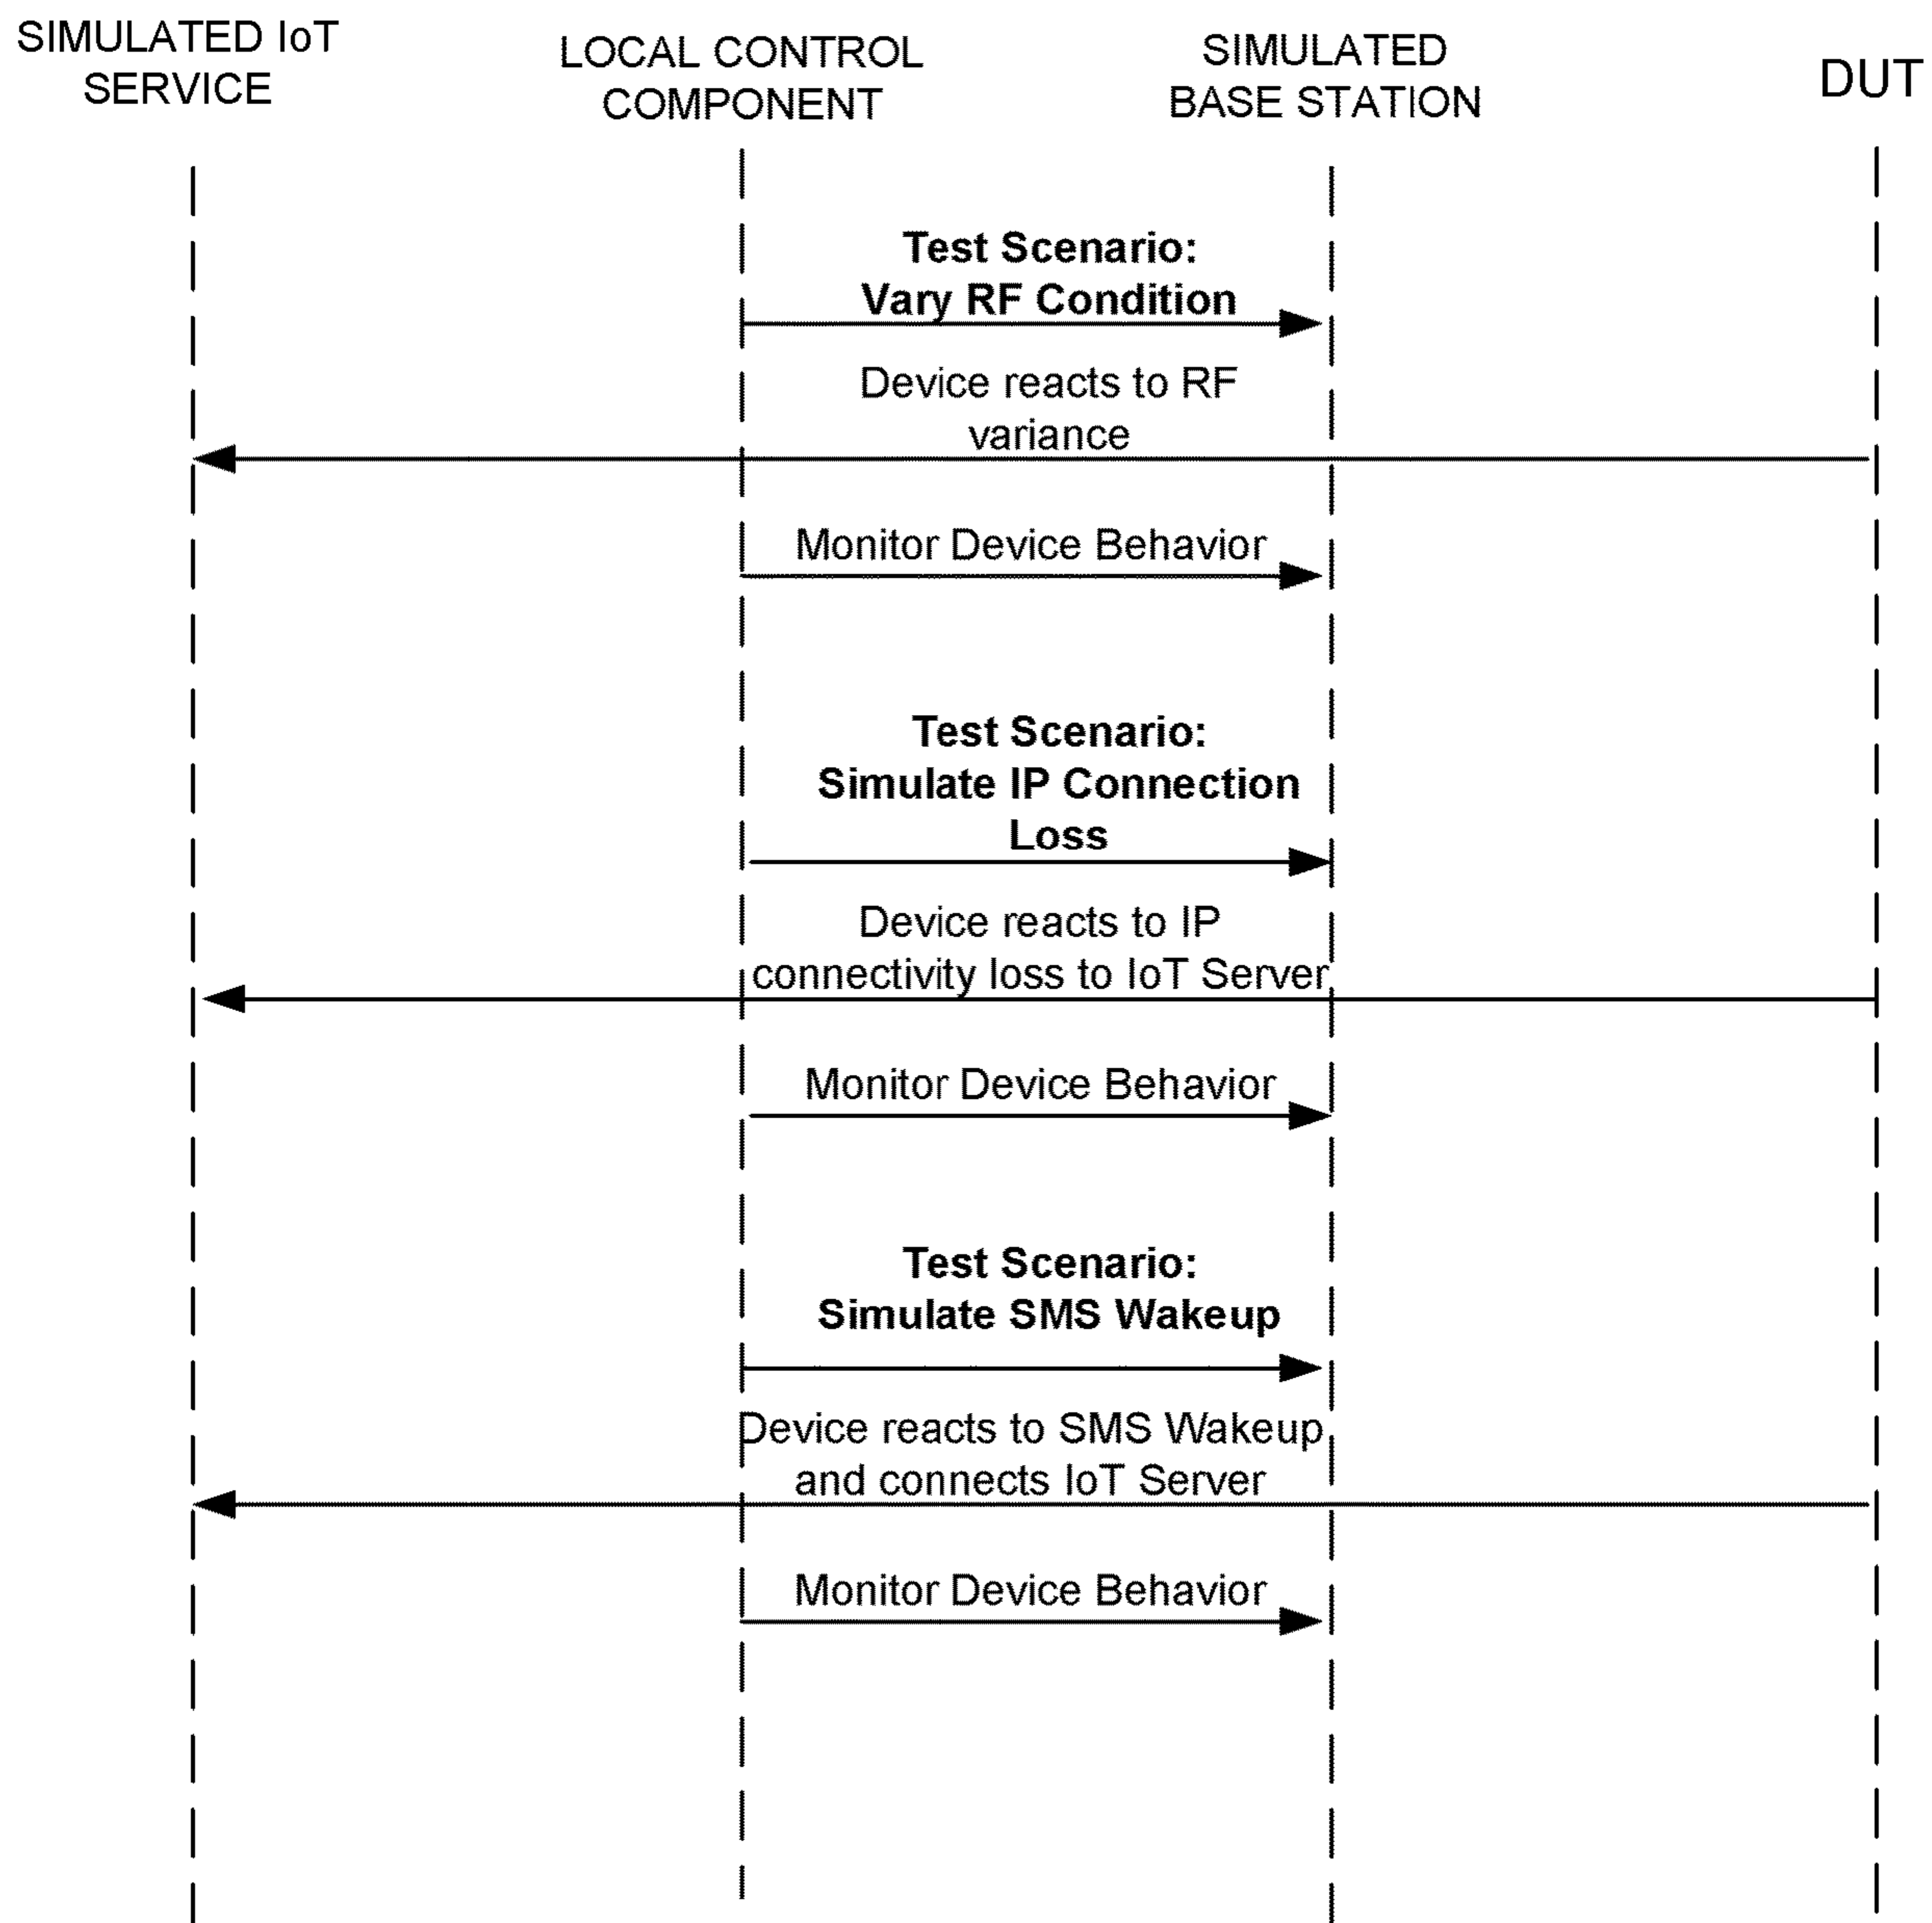 SIMULATED IoT
SERVICE
LOCAL CONTROL
COMPONENT
SIMULATED
BASE STATION
DUT
Test Scenario:
Vary RF Condition
Device reacts to RF
variance
Monitor Device Behavior
Test Scenario:
Simulate IP Connection
Loss
Device reacts to IP
connectivity loss to IoT Server
Monitor Device Behavior
Test Scenario:
Simulate SMS Wakeup
Device reacts to SMS Wakeup
and connects IoT Server
Monitor Device Behavior